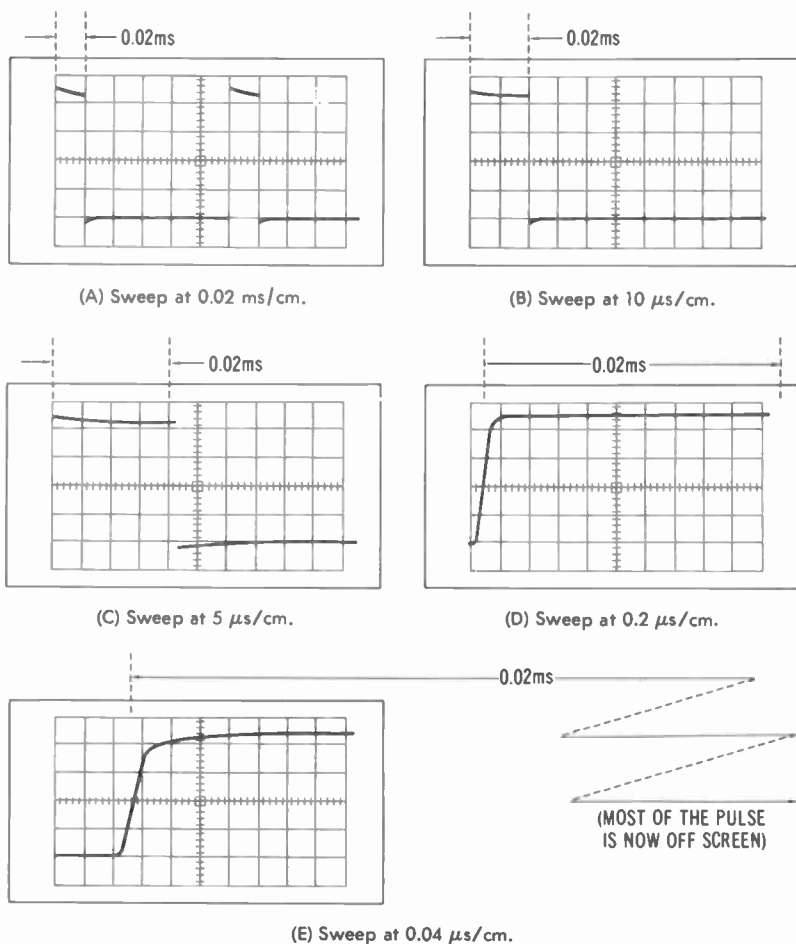 0.02ms
0.02ms
(A) Sweep at 0.02 ms/cm.
(B) Sweep at 10 μs/cm.
0.02ms
0.02ms
(C) Sweep at 5 μs/cm.
(D) Sweep at 0.2 μs/cm.
0.02ms
(MOST OF THE PULSE
IS NOW OFF SCREEN)
(E) Sweep at 0.04 μs/cm.